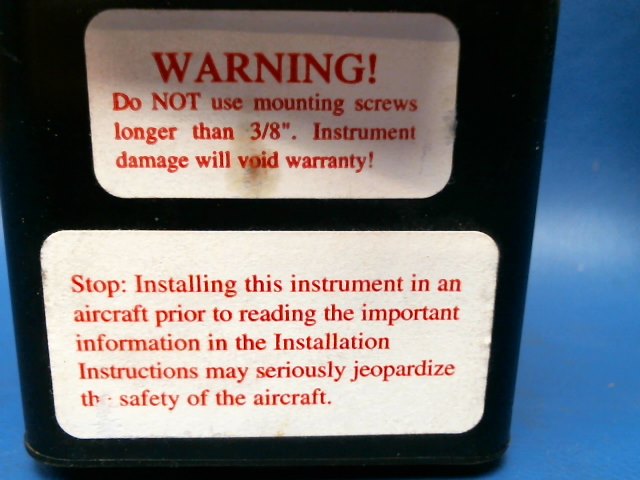 WARNING!
Do NOT use mounting screws
longer than 3/8". Instrument
damage will void warranty!
Stop: Installing this instrument in an
aircraft prior to reading the important
information in the Installation
Instructions may seriously jeopardize
the safety of the aircraft.